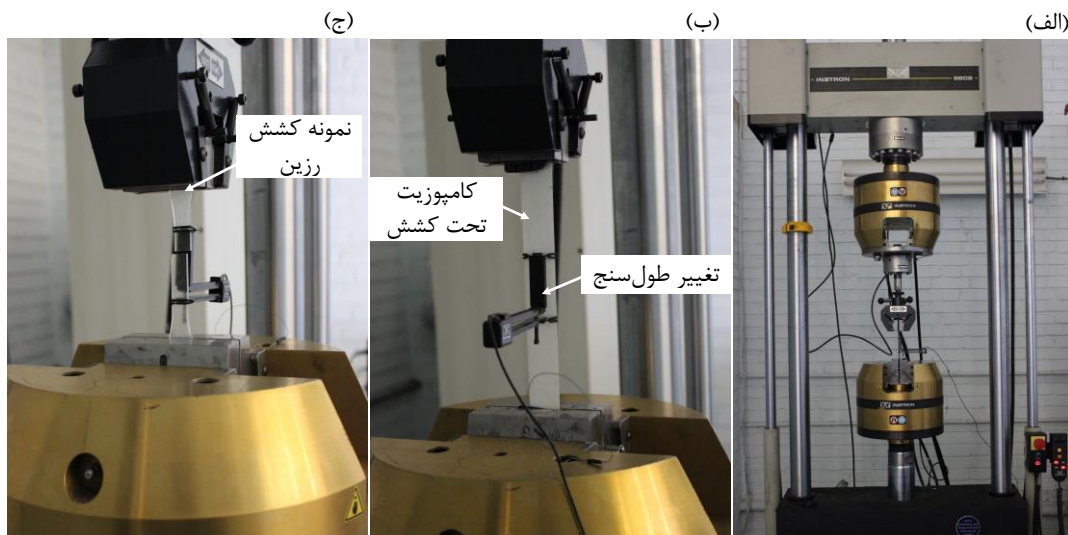 (الف)
(ب)
(ج)
INSTRON
INSTRON
INSTRON
کامپوزیت
تحت کشش
تغییر طول‌سنج
نمونه کشش
رزین